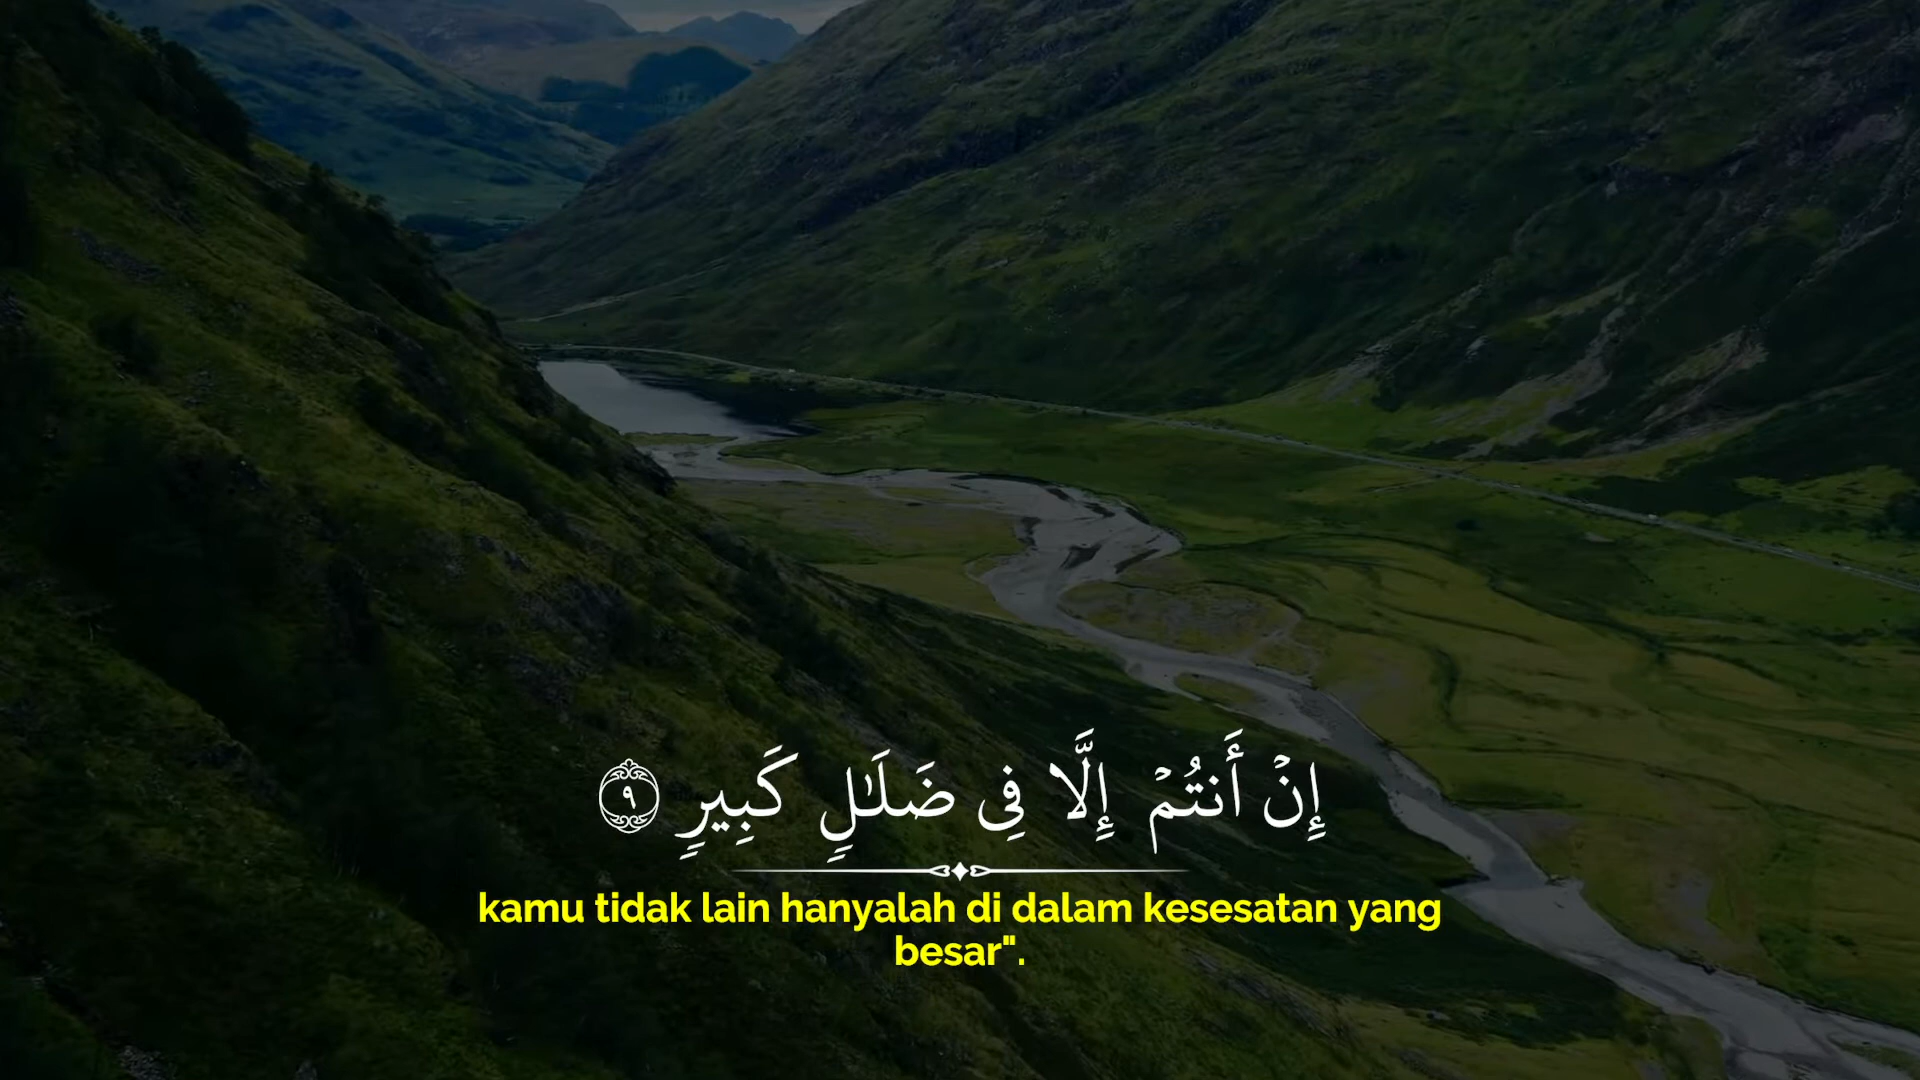 إِنْ أَنتُمْ إِلَّا فِى ضَلَـٰلٍ كَبِيرٍ ٩
kamu tidak lain hanyalah di dalam kesesatan yang
besar".